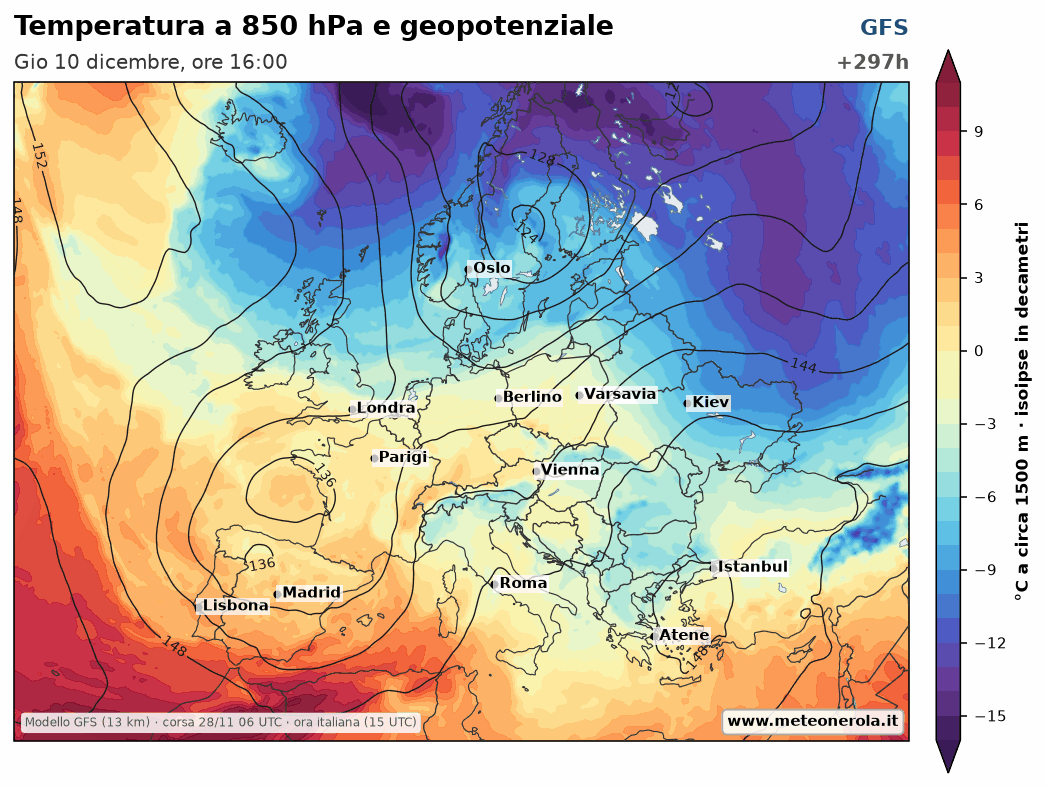 Temperatura a 850 hPa e geopotenziale
GFS
Gio 10 dicembre, ore 16:00
+297h
152
148
128
124
12
Oslo
144
Londra
Berlino
Varsavia
Kiev
Parigi
Vienna
136
136
Lisbona
Madrid
Roma
Istanbul
Atene
148
148
9
6
3
0
−3
−6
−9
−12
−15
°C a circa 1500 m · isoipse in decametri
Modello GFS (13 km) · corsa 28/11 06 UTC · ora italiana (15 UTC)
www.meteonerola.it